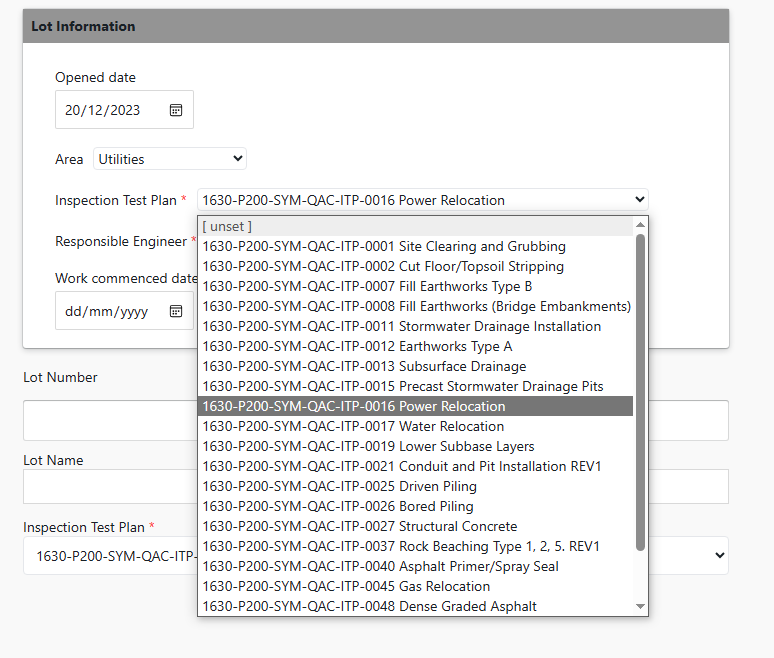 Lot Information
Opened date
20/12/2023
Area Utilities
Inspection Test Plan * 1630-P200-SYM-QAC-ITP-0016 Power Relocation
[ unset ]
Responsible Engineer *
1630-P200-SYM-QAC-ITP-0001 Site Clearing and Grubbing
1630-P200-SYM-QAC-ITP-0002 Cut Floor/Topsoil Stripping
Work commenced date
1630-P200-SYM-QAC-ITP-0007 Fill Earthworks Type B
dd/mm/yyyy
1630-P200-SYM-QAC-ITP-0008 Fill Earthworks (Bridge Embankments)
1630-P200-SYM-QAC-ITP-0011 Stormwater Drainage Installation
1630-P200-SYM-QAC-ITP-0012 Earthworks Type A
1630-P200-SYM-QAC-ITP-0013 Subsurface Drainage
Lot Number
1630-P200-SYM-QAC-ITP-0015 Precast Stormwater Drainage Pits
1630-P200-SYM-QAC-ITP-0016 Power Relocation
1630-P200-SYM-QAC-ITP-0017 Water Relocation
1630-P200-SYM-QAC-ITP-0019 Lower Subbase Layers
Lot Name
1630-P200-SYM-QAC-ITP-0021 Conduit and Pit Installation REV1
1630-P200-SYM-QAC-ITP-0025 Driven Piling
1630-P200-SYM-QAC-ITP-0026 Bored Piling
Inspection Test Plan *
1630-P200-SYM-QAC-ITP-0027 Structural Concrete
1630-P200-SYM-QAC-ITP-0037 Rock Beaching Type 1, 2, 5. REV1
1630-P200-SYM-QAC-ITP-
1630-P200-SYM-QAC-ITP-0040 Asphalt Primer/Spray Seal
1630-P200-SYM-QAC-ITP-0045 Gas Relocation
1630-P200-SYM-QAC-ITP-0048 Dense Graded Asphalt